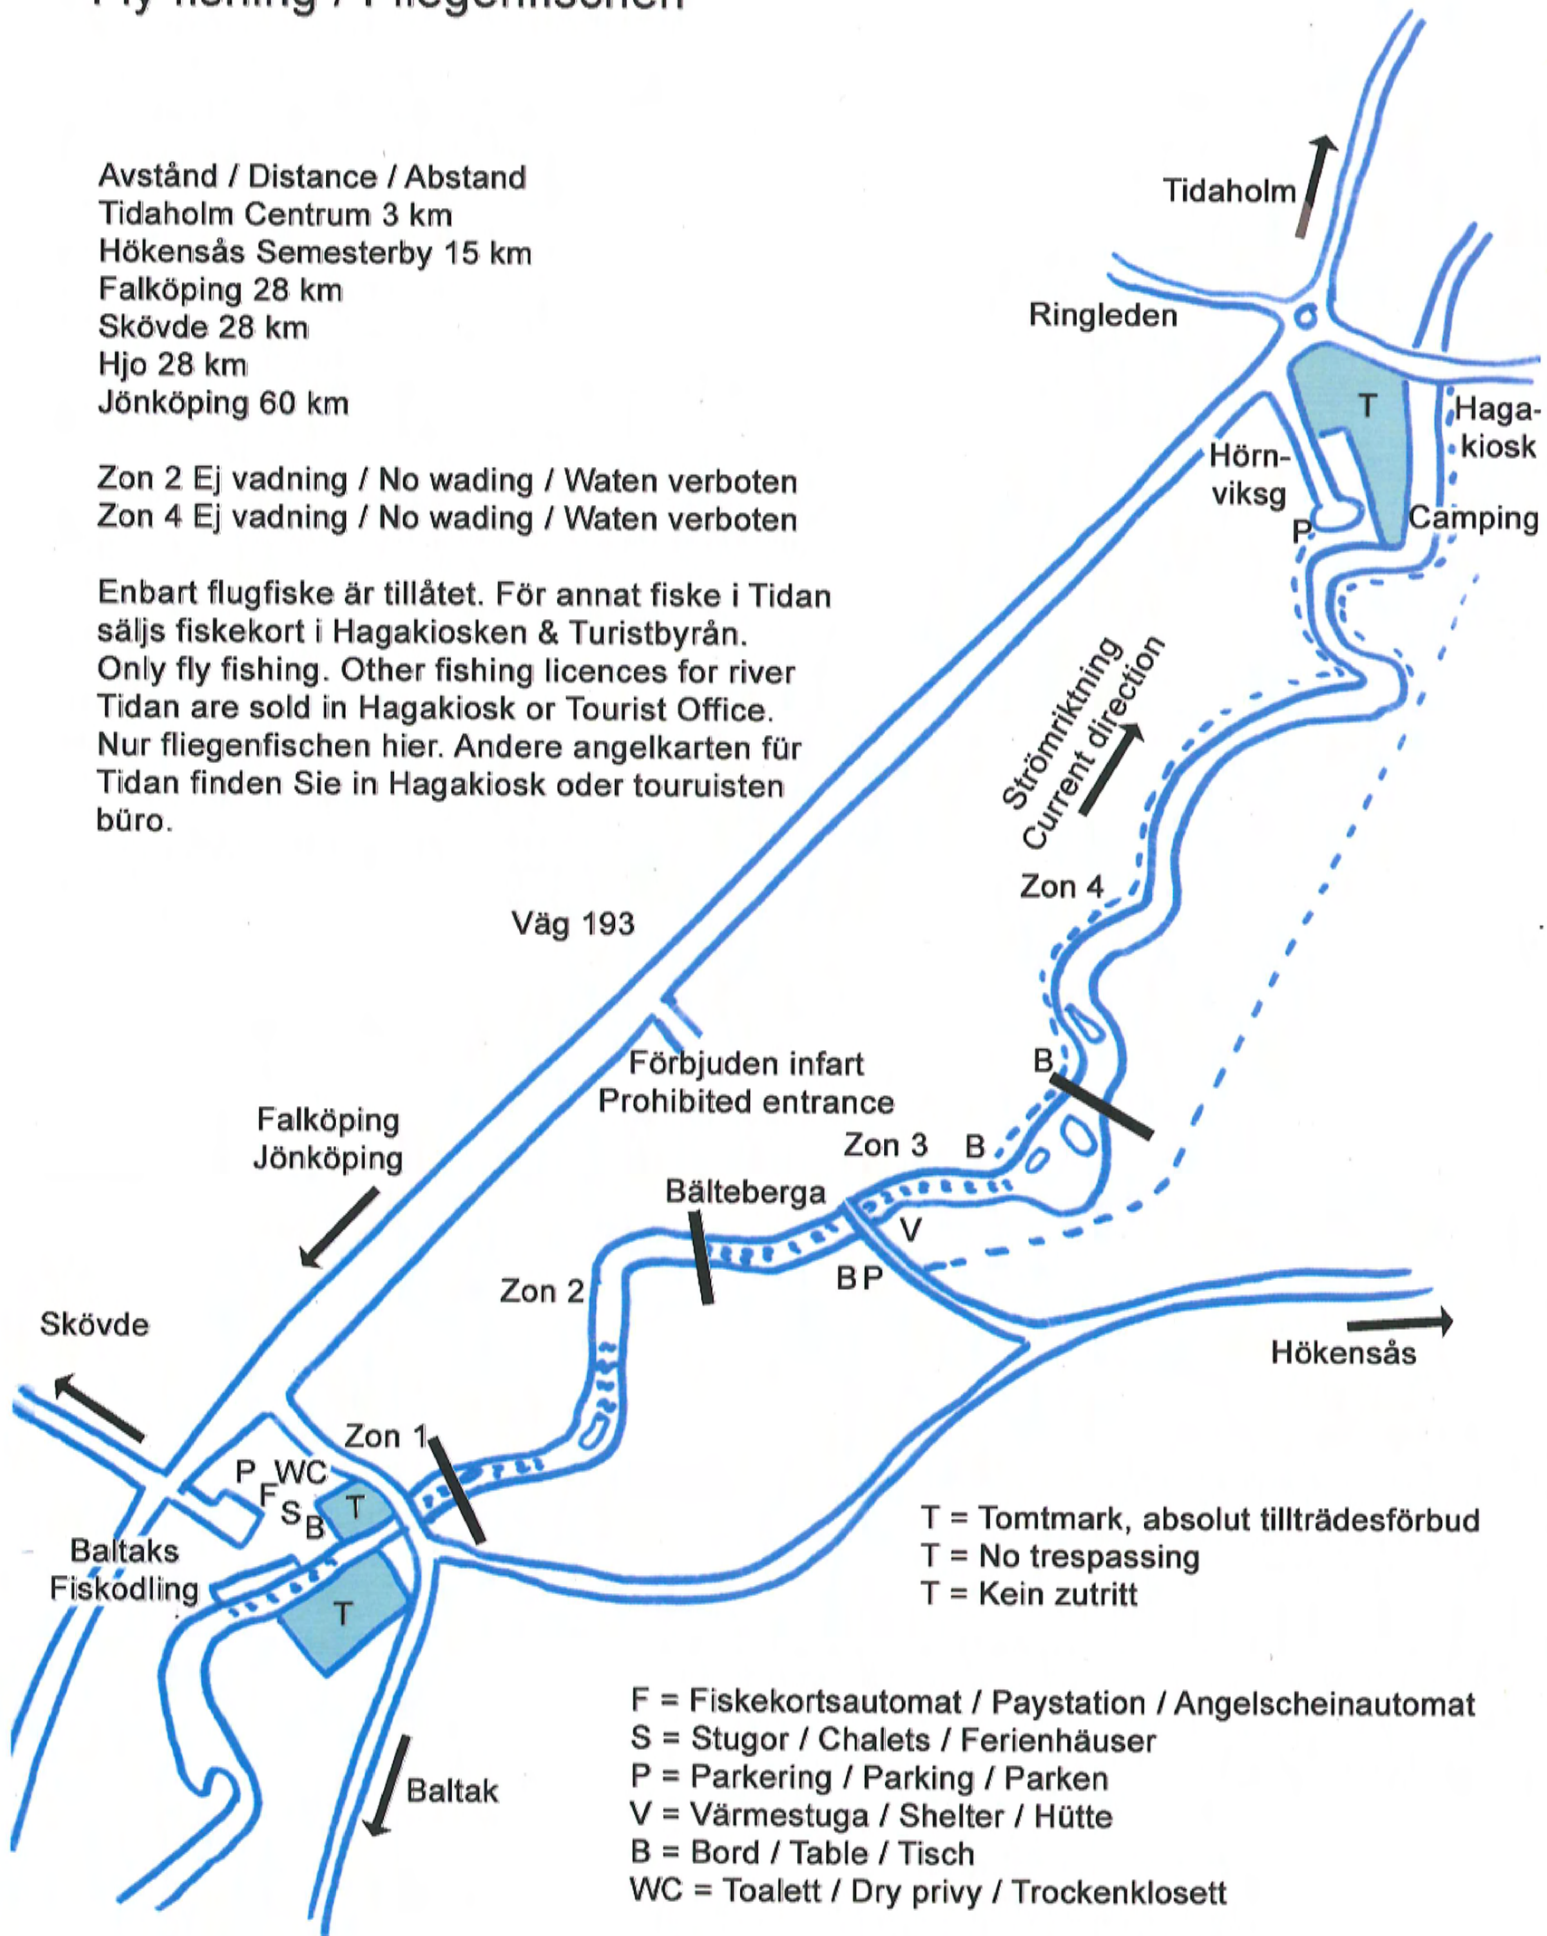 Fly fishing / Fliegenfischen
Avstånd / Distance / Abstand
Tidaholm Centrum 3 km
Hökensås Semesterby 15 km
Falköping 28 km
Skövde 28 km
Hjo 28 km
Jönköping 60 km
Zon 2 Ej vadning / No wading / Waten verboten
Zon 4 Ej vadning / No wading / Waten verboten
Enbart flugfiske är tillåtet. För annat fiske i Tidan
säljs fiskekort i Hagakiosken & Turistbyrån.
Only fly fishing. Other fishing licences for river
Tidan are sold in Hagakiosk or Tourist Office.
Nur fliegenfischen hier. Andere angelkarten für
Tidan finden Sie in Hagakiosk oder touruisten
büro.
Tidaholm
Ringleden
T
Haga-
kiosk
Hörn-
viksg
P
Camping
Strömriktning
Current direction
Zon 4
Väg 193
Förbjuden infart
Prohibited entrance
B
Zon 3 B
Falköping
Jönköping
Bälteberga
V
B P
Zon 2
Skövde
Hökensås
Zon 1
P WC
F
S
B
T
Baltaks
Fiskodling
T
T = Tomtmark, absolut tillträdesförbud
T = No trespassing
T = Kein zutritt
Baltak
F = Fiskekortsautomat / Paystation / Angelscheinautomat
S = Stugor / Chalets / Ferienhäuser
P = Parkering / Parking / Parken
V = Värmestuga / Shelter / Hütte
B = Bord / Table / Tisch
WC = Toalett / Dry privy / Trockenklosett